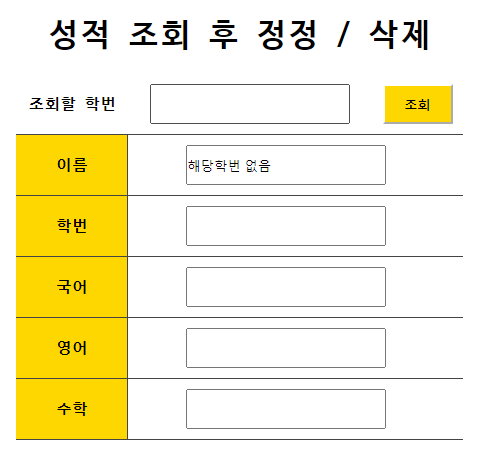 성적 조회 후 정정 / 삭제
조회할 학번 조회
이름 해당학번 없음
학번
국어
영어
수학